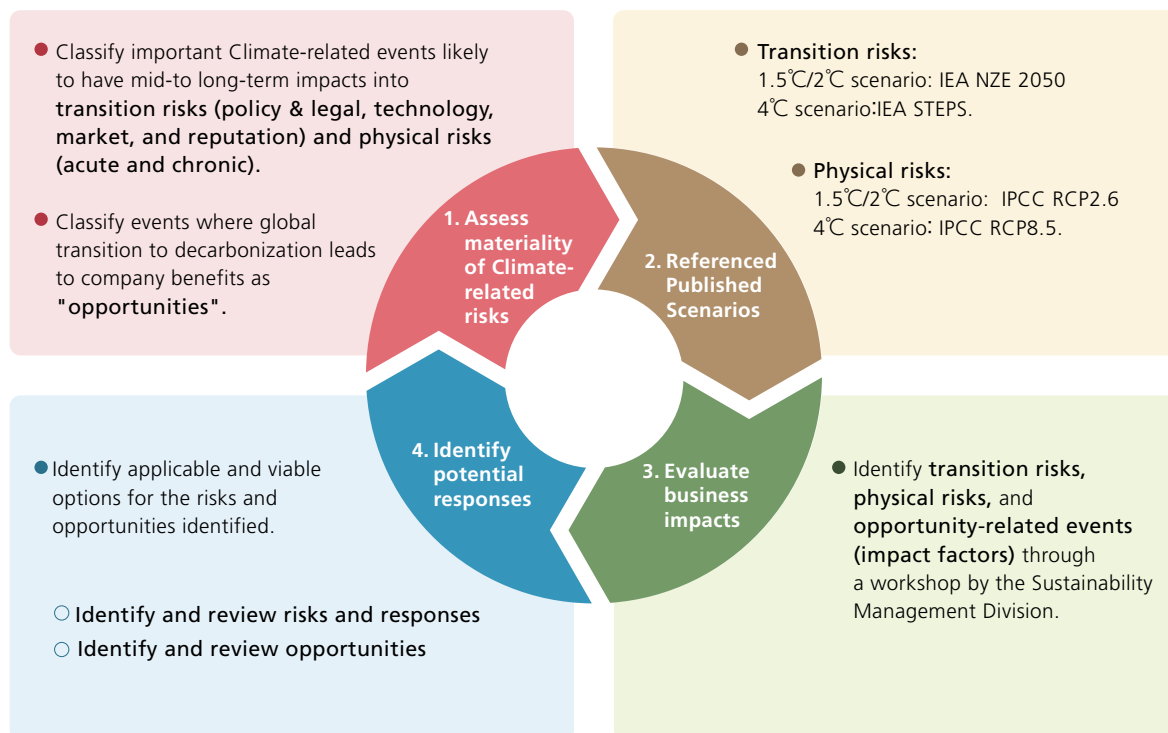 ● Classify important Climate-related events likely
to have mid-to long-term impacts into
transition risks (policy & legal, technology,
market, and reputation) and physical risks
(acute and chronic).
● Classify events where global
transition to decarbonization leads
to company benefits as
"opportunities".
● Transition risks:
1.5℃/2℃ scenario: IEA NZE 2050
4℃ scenario:IEA STEPS.
● Physical risks:
1.5℃/2℃ scenario: IPCC RCP2.6
4℃ scenario: IPCC RCP8.5.
1. Assess
materiality
of Climate-
related
risks
2. Referenced
Published
Scenarios
3. Evaluate
business
impacts
4. Identify
potential
responses
● Identify applicable and viable
options for the risks and
opportunities identified.
○ Identify and review risks and responses
○ Identify and review opportunities
● Identify transition risks,
physical risks, and
opportunity-related events
(impact factors) through
a workshop by the Sustainability
Management Division.